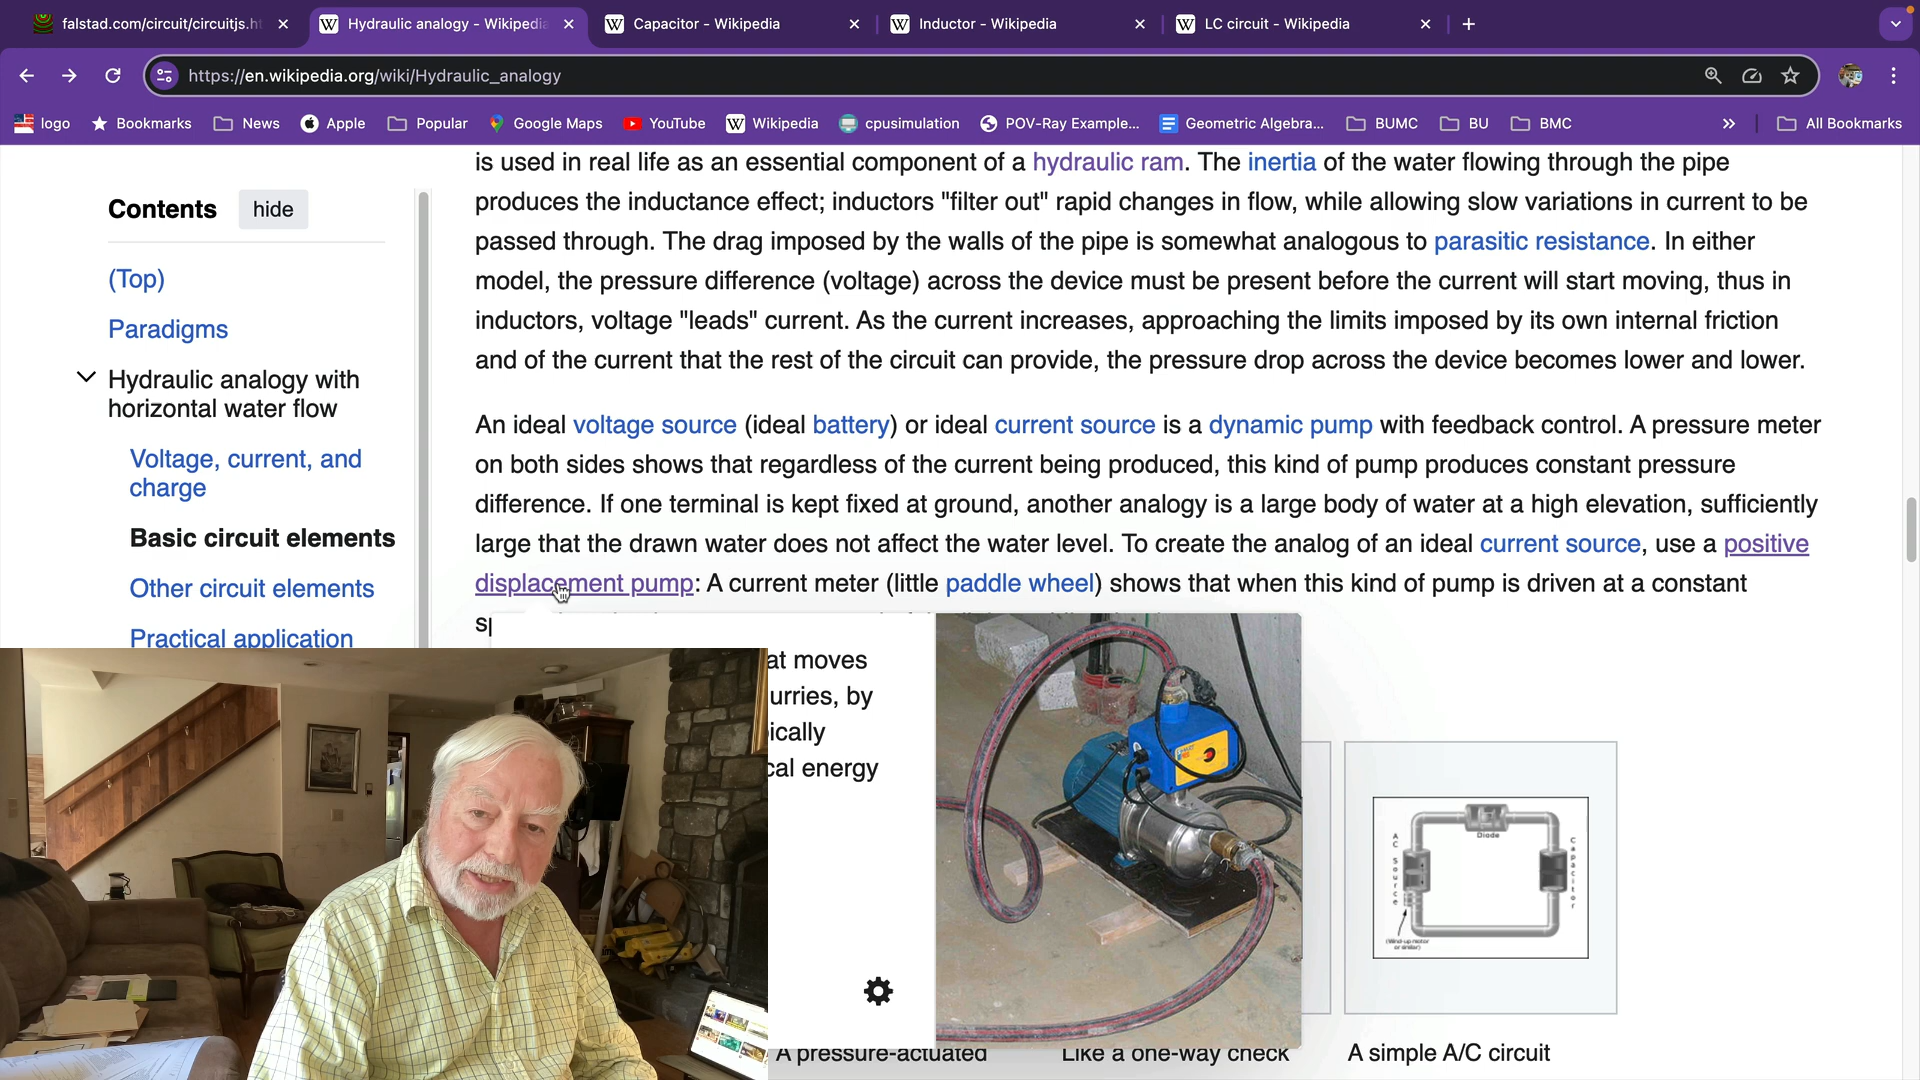 falstad.com/circuit/circuitjs.ht
Hydraulic analogy - Wikipedia
Capacitor - Wikipedia
Inductor - Wikipedia
LC circuit - Wikipedia
https://en.wikipedia.org/wiki/Hydraulic_analogy
logo
Bookmarks
News
Apple
Popular
Google Maps
YouTube
Wikipedia
cpusimulation
POV-Ray Example...
Geometric Algebra...
BUMC
BU
BMC
All Bookmarks
Contents
hide
(Top)
Paradigms
Hydraulic analogy with
horizontal water flow
Voltage, current, and
charge
Basic circuit elements
Other circuit elements
Practical application
is used in real life as an essential component of a hydraulic ram. The inertia of the water flowing through the pipe
produces the inductance effect; inductors "filter out" rapid changes in flow, while allowing slow variations in current to be
passed through. The drag imposed by the walls of the pipe is somewhat analogous to parasitic resistance. In either
model, the pressure difference (voltage) across the device must be present before the current will start moving, thus in
inductors, voltage "leads" current. As the current increases, approaching the limits imposed by its own internal friction
and of the current that the rest of the circuit can provide, the pressure drop across the device becomes lower and lower.
An ideal voltage source (ideal battery) or ideal current source is a dynamic pump with feedback control. A pressure meter
on both sides shows that regardless of the current being produced, this kind of pump produces constant pressure
difference. If one terminal is kept fixed at ground, another analogy is a large body of water at a high elevation, sufficiently
large that the drawn water does not affect the water level. To create the analog of an ideal current source, use a positive
displacement pump: A current meter (little paddle wheel) shows that when this kind of pump is driven at a constant
at moves
urries, by
ically
cal energy
Diode
AC Source
Capacitor
(Wind-up motor
or similar)
A pressure-actuated
Like a one-way check
A simple A/C circuit